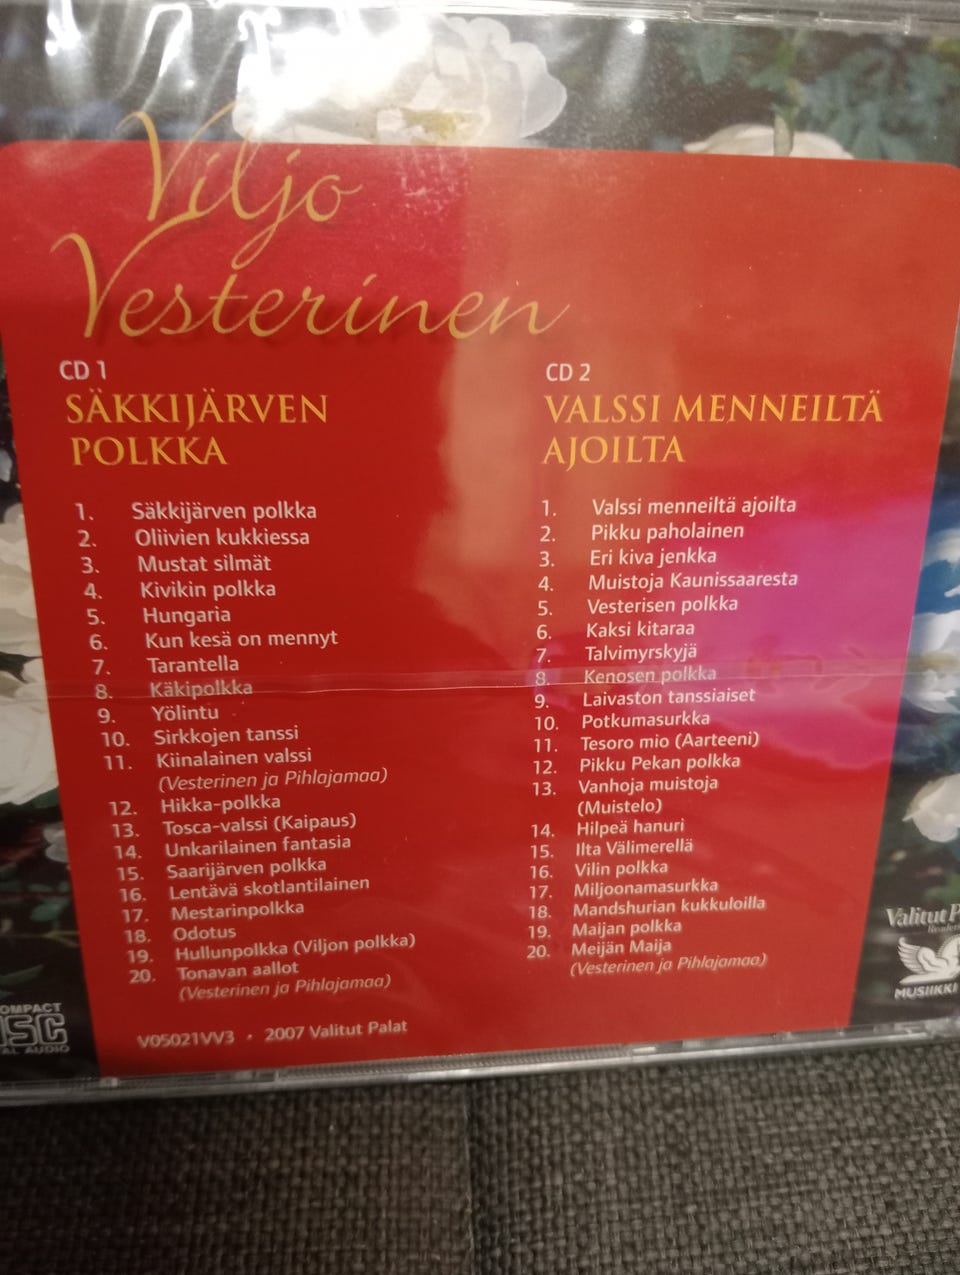 Viljo
Vesterinen
CD 1
SÄKKIJÄRVEN
POLKKA
1. Säkkijärven polkka
2. Oliivien kukkiessa
3. Mustat silmät
4. Kivikin polkka
5. Hungaria
6. Kun kesä on mennyt
7. Tarantella
8. Käkipolkka
9. Yölintu
10. Sirkkojen tanssi
11. Kiinalainen valssi
(Vesterinen ja Pihlajamaa)
12. Hikka-polkka
13. Tosca-valssi (Kaipaus)
14. Unkarilainen fantasia
15. Saarijärven polkka
16. Lentävä skotlantilainen
17. Mestarinpolkka
18. Odotus
19. Hullunpolkka (Viljon polkka)
20. Tonavan aallot
(Vesterinen ja Pihlajamaa)
CD 2
VALSSI MENNEILTÄ
AJOILTA
1. Valssi menneiltä ajoilta
2. Pikku paholainen
3. Eri kiva jenkka
4. Muistoja Kaunissaaresta
5. Vesterisen polkka
6. Kaksi kitaraa
7. Talvimyrskyjä
8. Kenosen polkka
9. Laivaston tanssiaiset
10. Potkumasurkka
11. Tesoro mio (Aarteeni)
12. Pikku Pekan polkka
13. Vanhoja muistoja
(Muistelo)
14. Hilpeä hanuri
15. Ilta Välimerellä
16. Vilin polkka
17. Miljoonamasurkka
18. Mandshurian kukkuloilla
19. Maijan polkka
20. Meijän Maija
(Vesterinen ja Pihlajamaa)
V05021VV3 · 2007 Valitut Palat
Valitut P
MUSIIKKI
OMPACT
ISC
TAL AUDIO